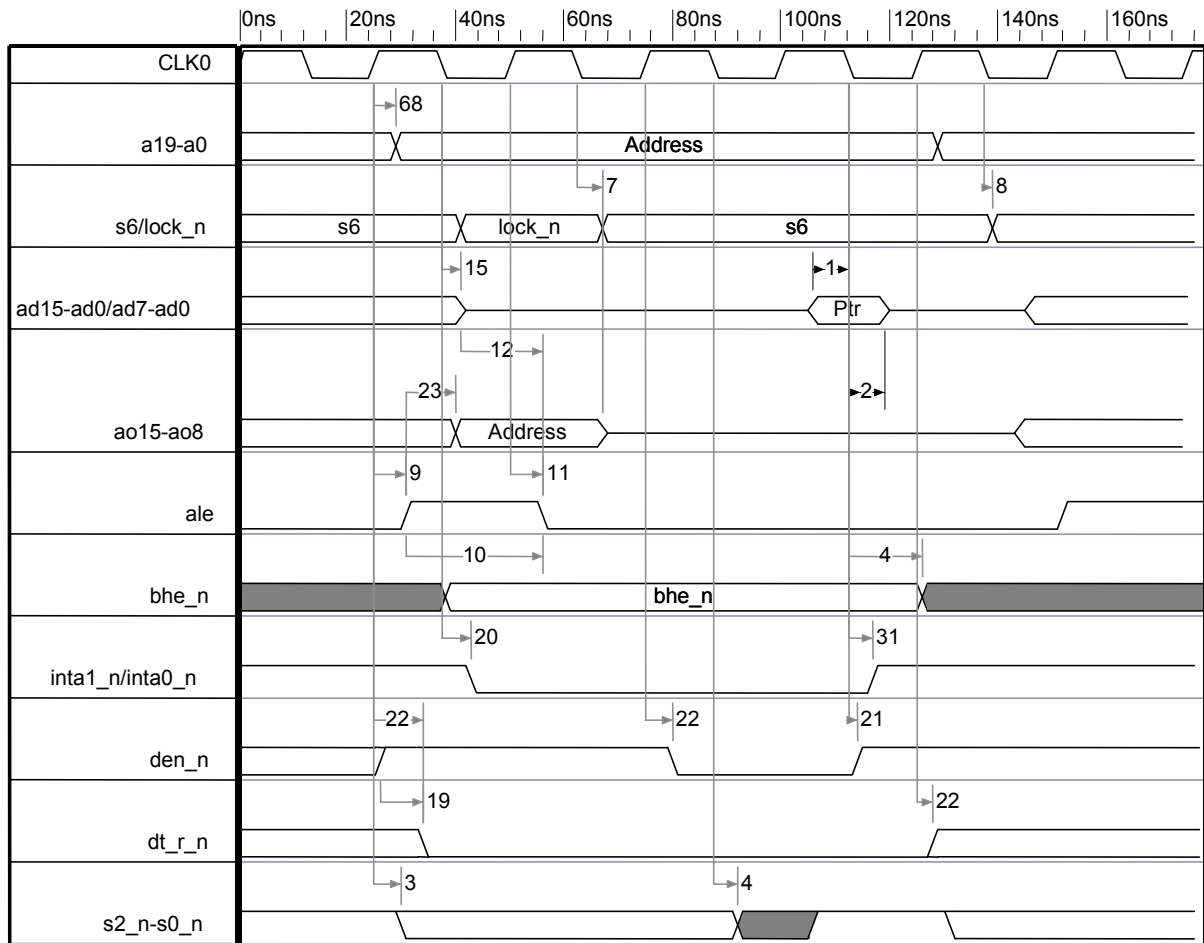 0ns 20ns 40ns 60ns 80ns 100ns 120ns 140ns 160ns
CLK0
68
a19-a0 Address
7 8
s6/lock_n s6 lock_n s6
15 1
ad15-ad0/ad7-ad0 Ptr
12
23 2
ao15-ao8 Address
9 11
ale
10 4
bhe_n bhe_n
20 31
inta1_n/inta0_n
22 22 21
den_n
19 22
dt_r_n
3 4
s2_n-s0_n